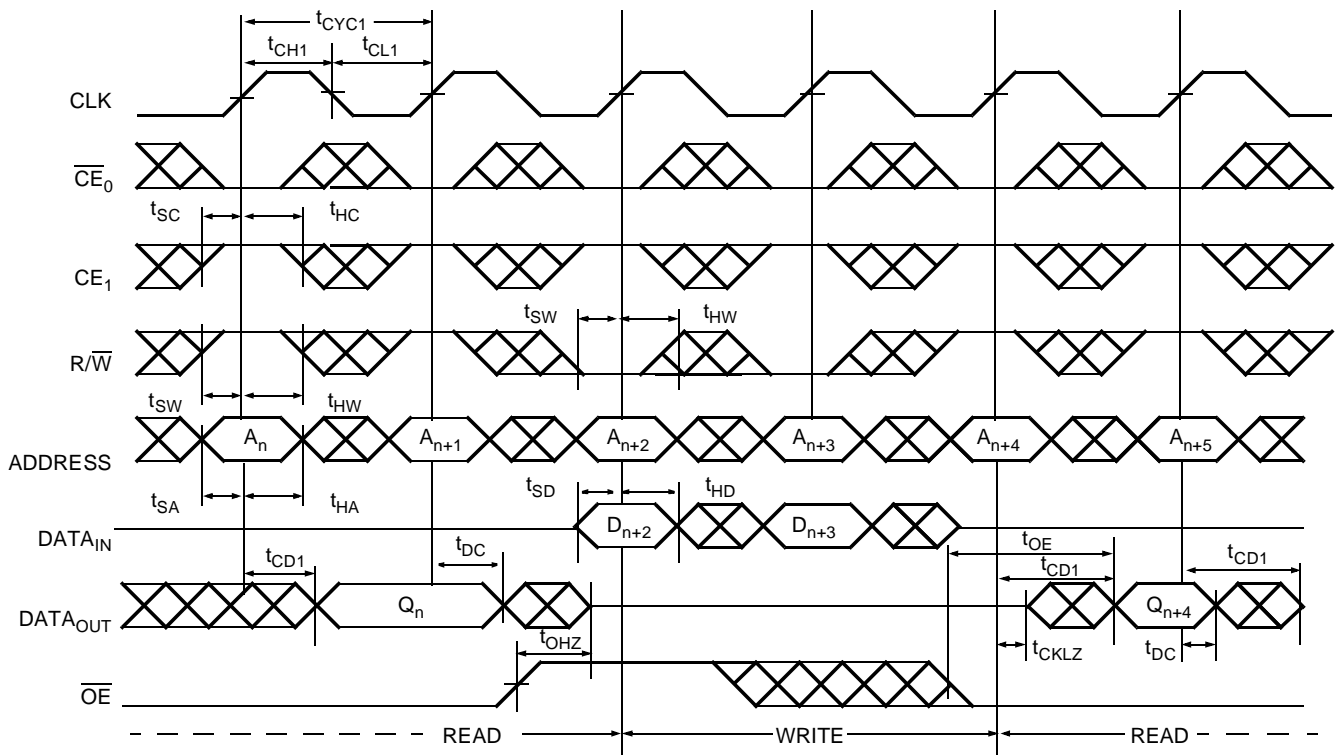 tCYC1
tCH1 tCL1
CLK
CE0
tSC tHC
CE1
tSW tHW
R/W
tSW tHW
ADDRESS An An+1 An+2 An+3 An+4 An+5
tSA tHA tSD tHD
DATAIN Dn+2 Dn+3
tCD1 tDC tOE
tCD1 tCD1
DATAOUT Qn Qn+4
tOHZ tCKLZ tDC
OE
READ WRITE READ